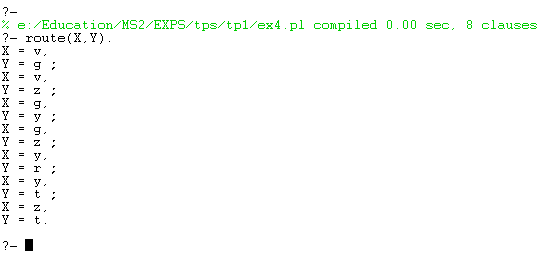 ?-
% e:/Education/MS2/EXPS/tps/tp1/ex4.pl compiled 0.00 sec, 8 clauses
?- route(X,Y).
X = v,
Y = g ;
X = v,
Y = z ;
X = g,
Y = y ;
X = g,
Y = z ;
X = y,
Y = r ;
X = y,
Y = t ;
X = z,
Y = t.
?-